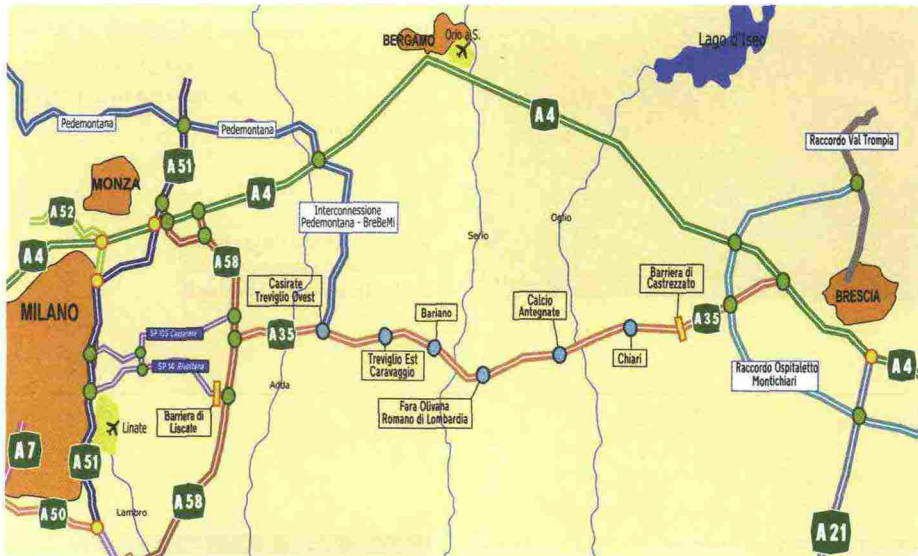 BERGAMO
Orio a.S.
Lago d'Iseo
A4
Pedemontana
Pedemontana
Raccordo Val Trompia
A51
MONZA
A4
A52
Interconnessione
Pedemontana - BreBeMi
Serio
Oglio
A4
A58
Casirate
Treviglio Ovest
Barriera di
Castrezzato
MILANO
Calcio
Antegnate
BRESCIA
Bariano
A35
A35
SP 103 Cassanese
Treviglio Est
Caravaggio
Chiari
A4
SP 14 Rivoltana
Raccordo Ospitaletto
Montichiari
Adda
Fara Olivana
Romano di Lombardia
Barriera di
Liscate
Linate
A7
A51
A58
A50
Lambro
A21